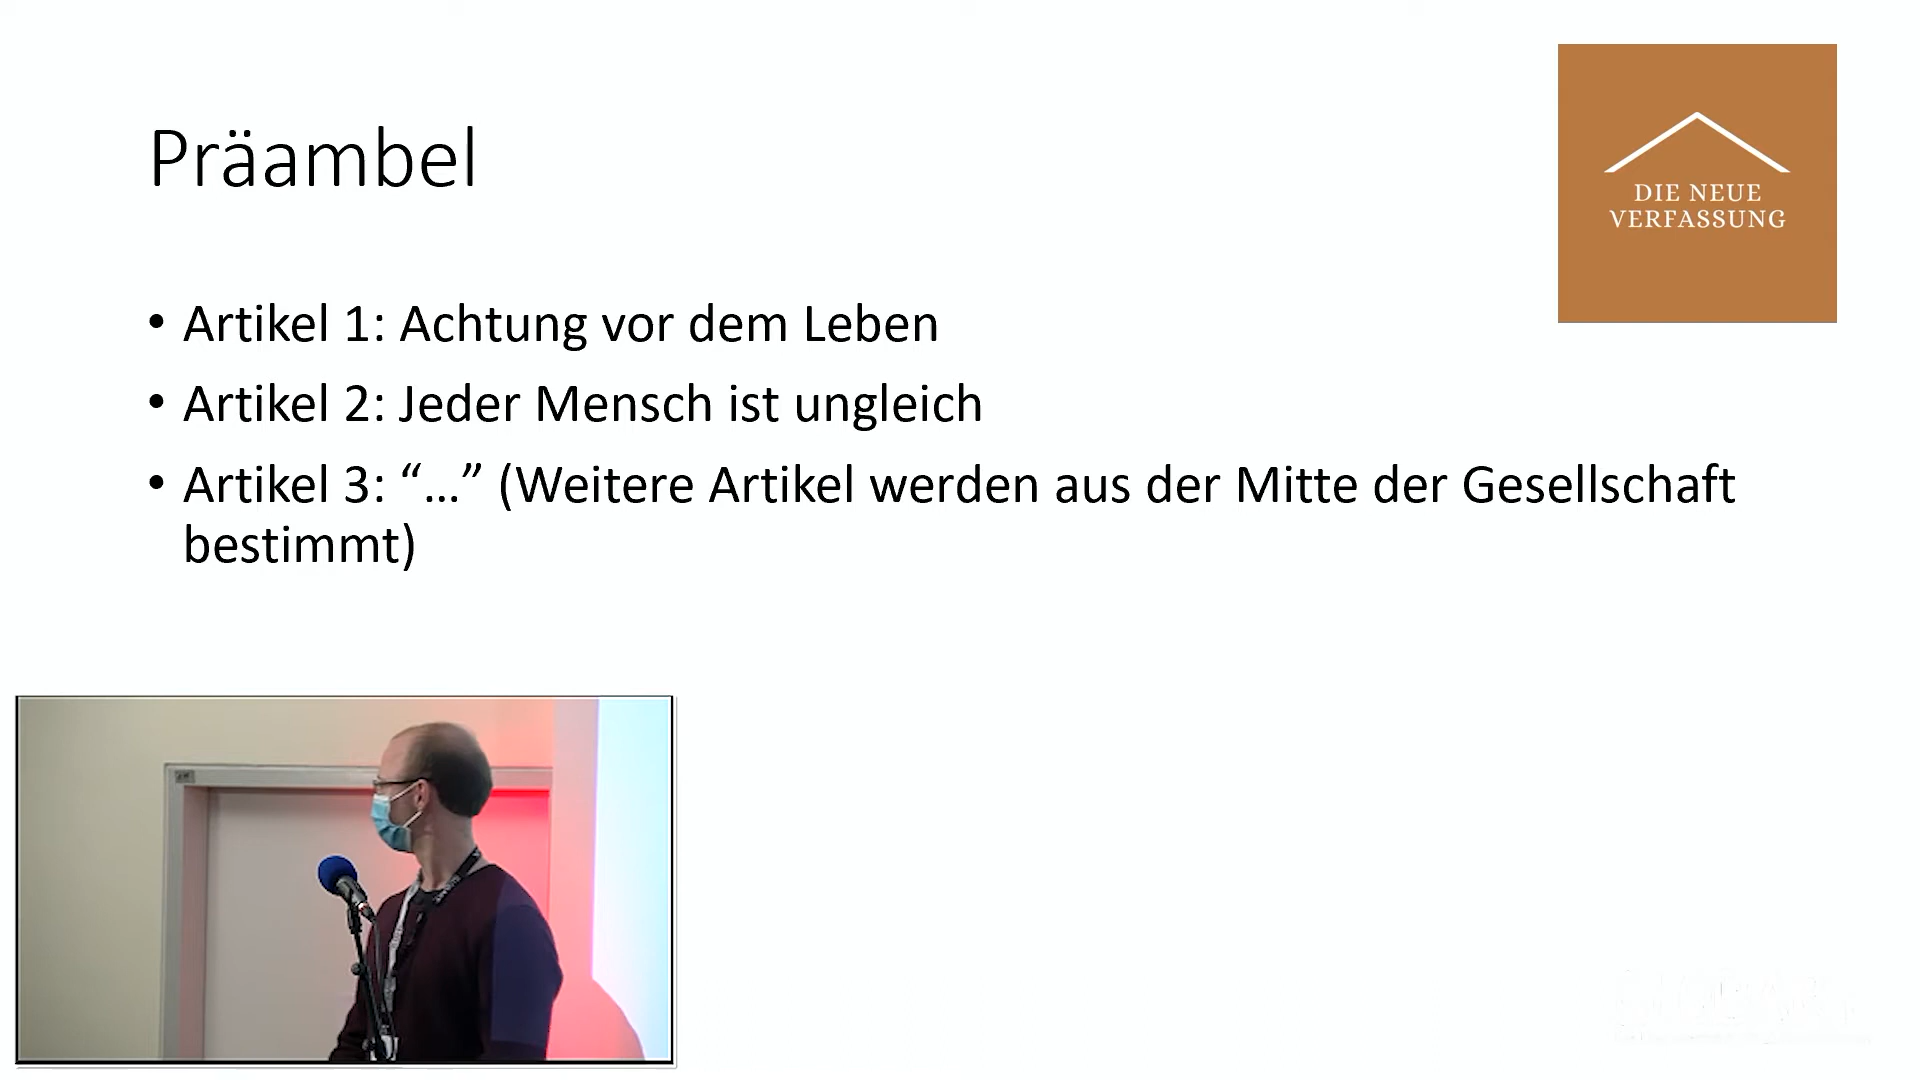 Präambel
DIE NEUE
VERFASSUNG
• Artikel 1: Achtung vor dem Leben
• Artikel 2: Jeder Mensch ist ungleich
• Artikel 3: “…” (Weitere Artikel werden aus der Mitte der Gesellschaft
bestimmt)